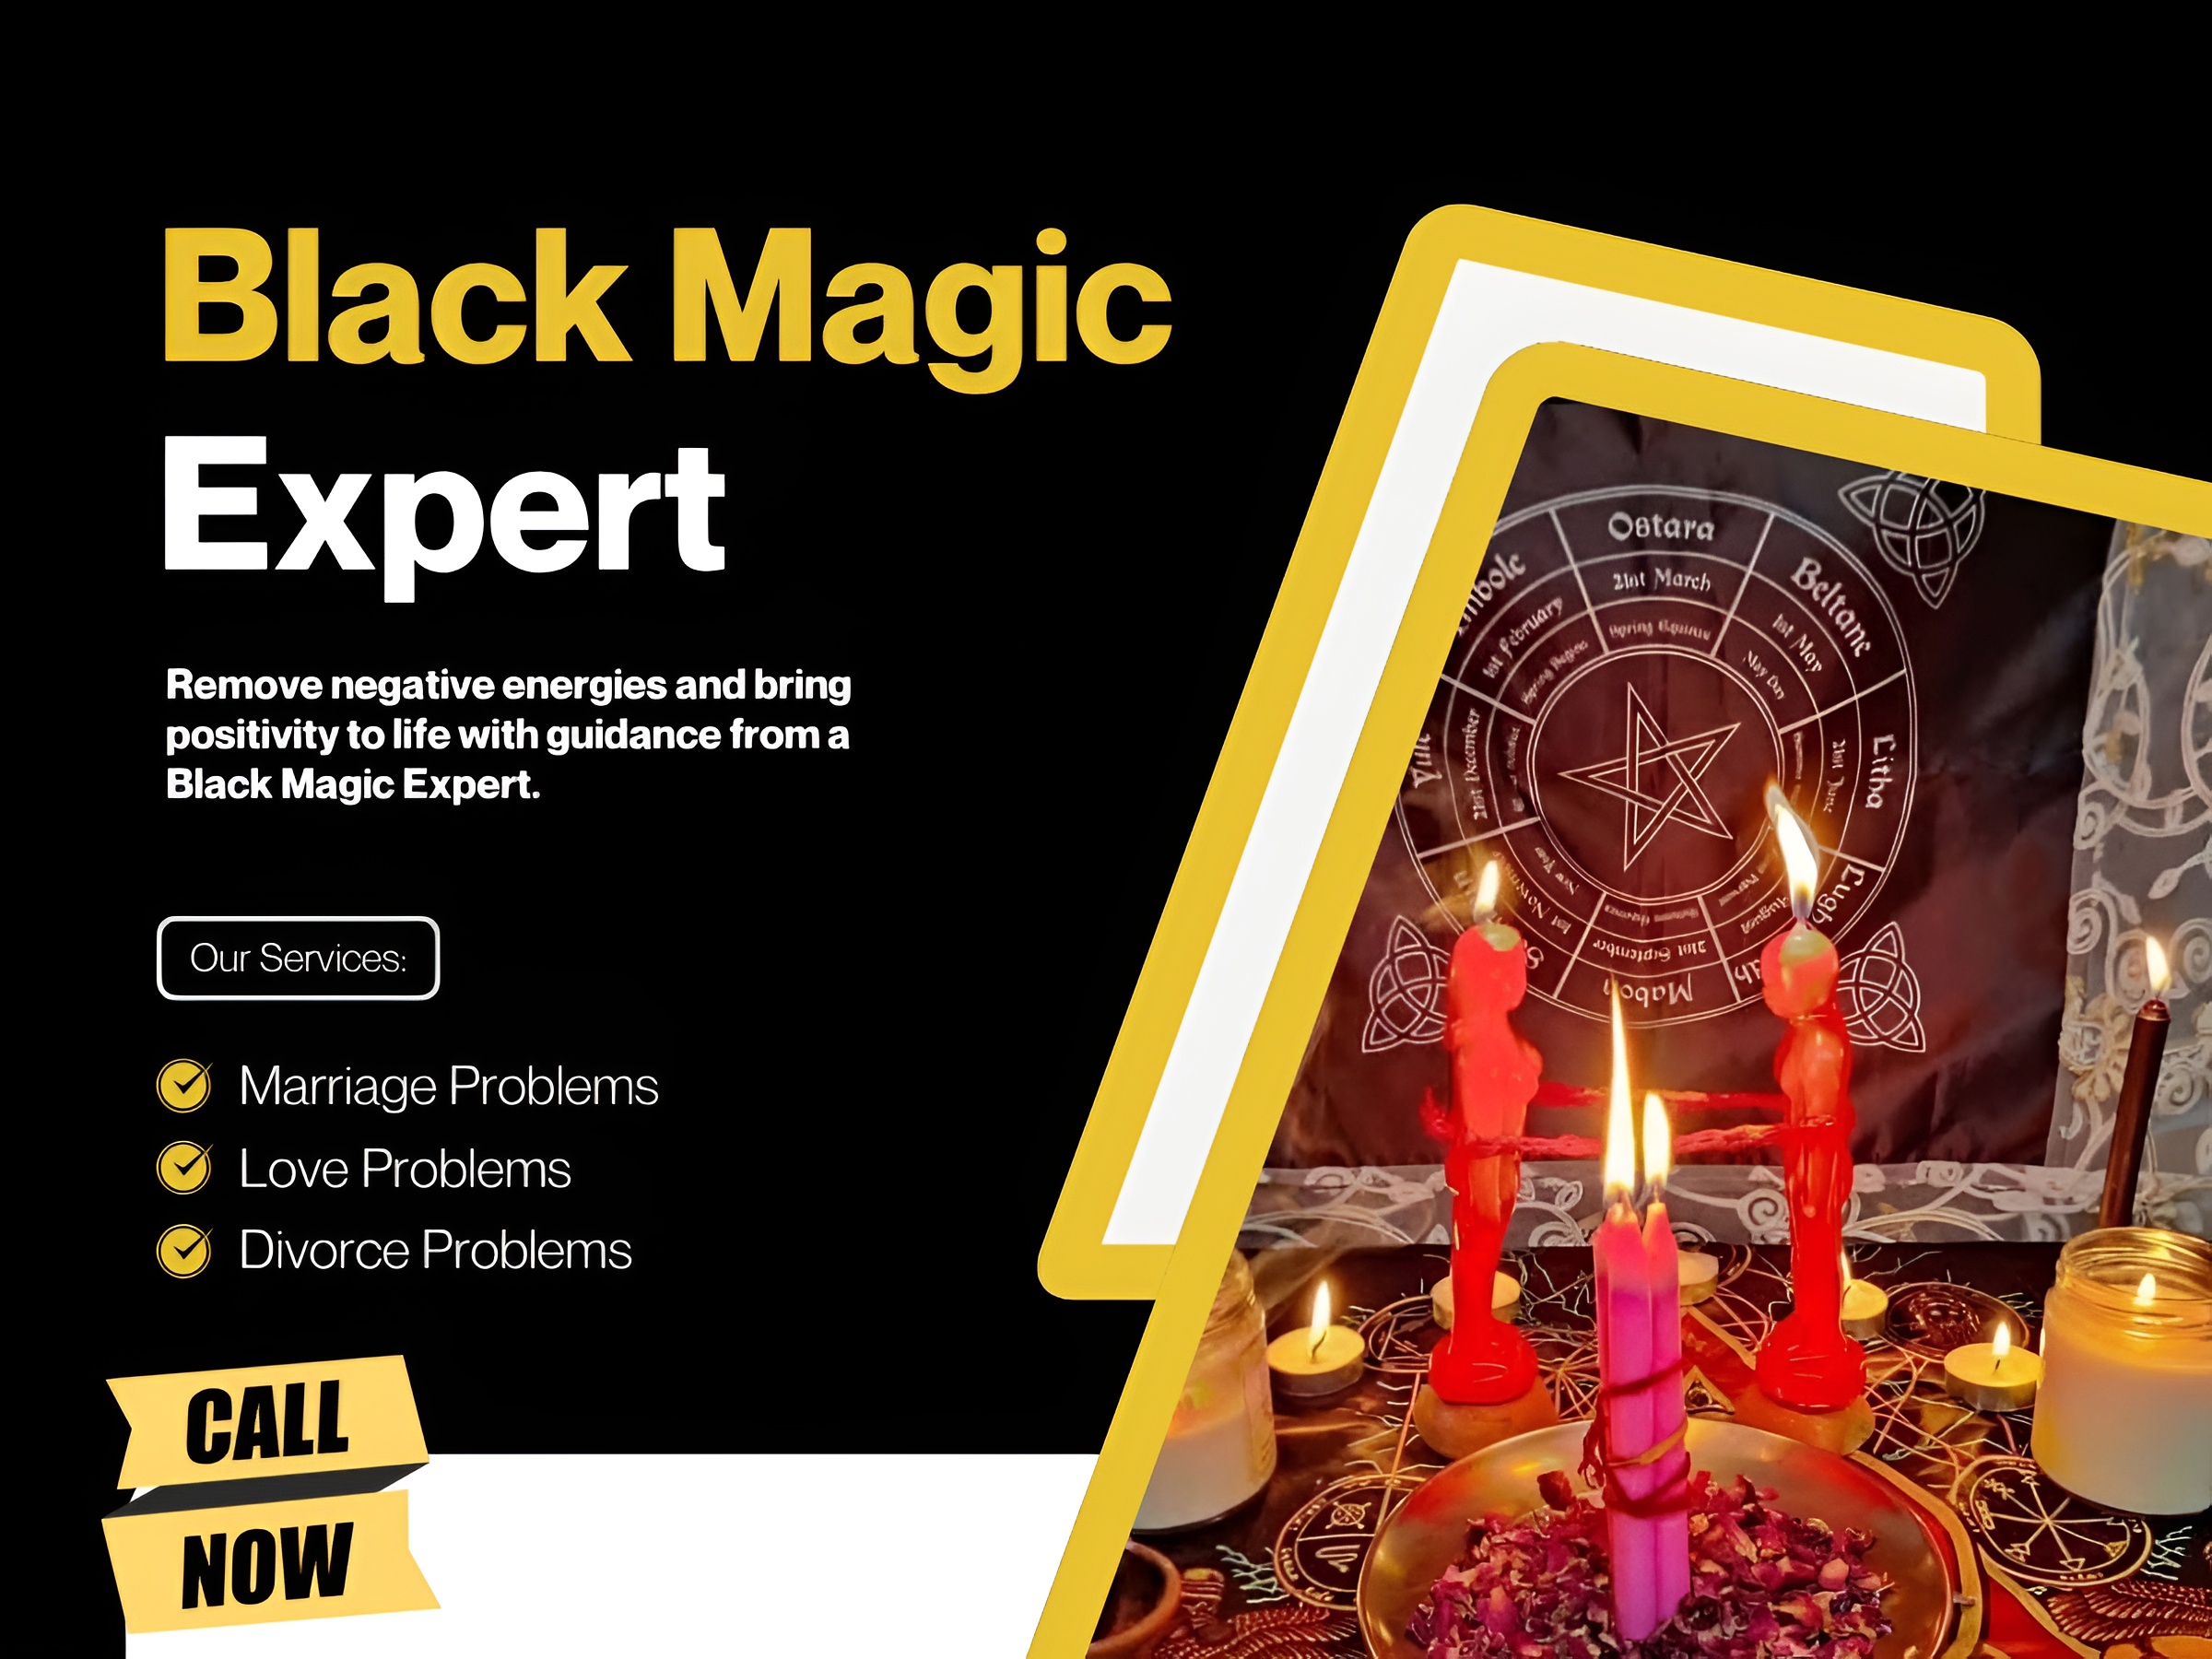 Black Magic
Expert
Remove negative energies and bring
positivity to life with guidance from a
Black Magic Expert.
Our Services:
Marriage Problems
Love Problems
Divorce Problems
CALL
NOW
Ostara
21st March
Beltane
1st May
May Day
1st February
Litha
21st December
21st September
Mabon